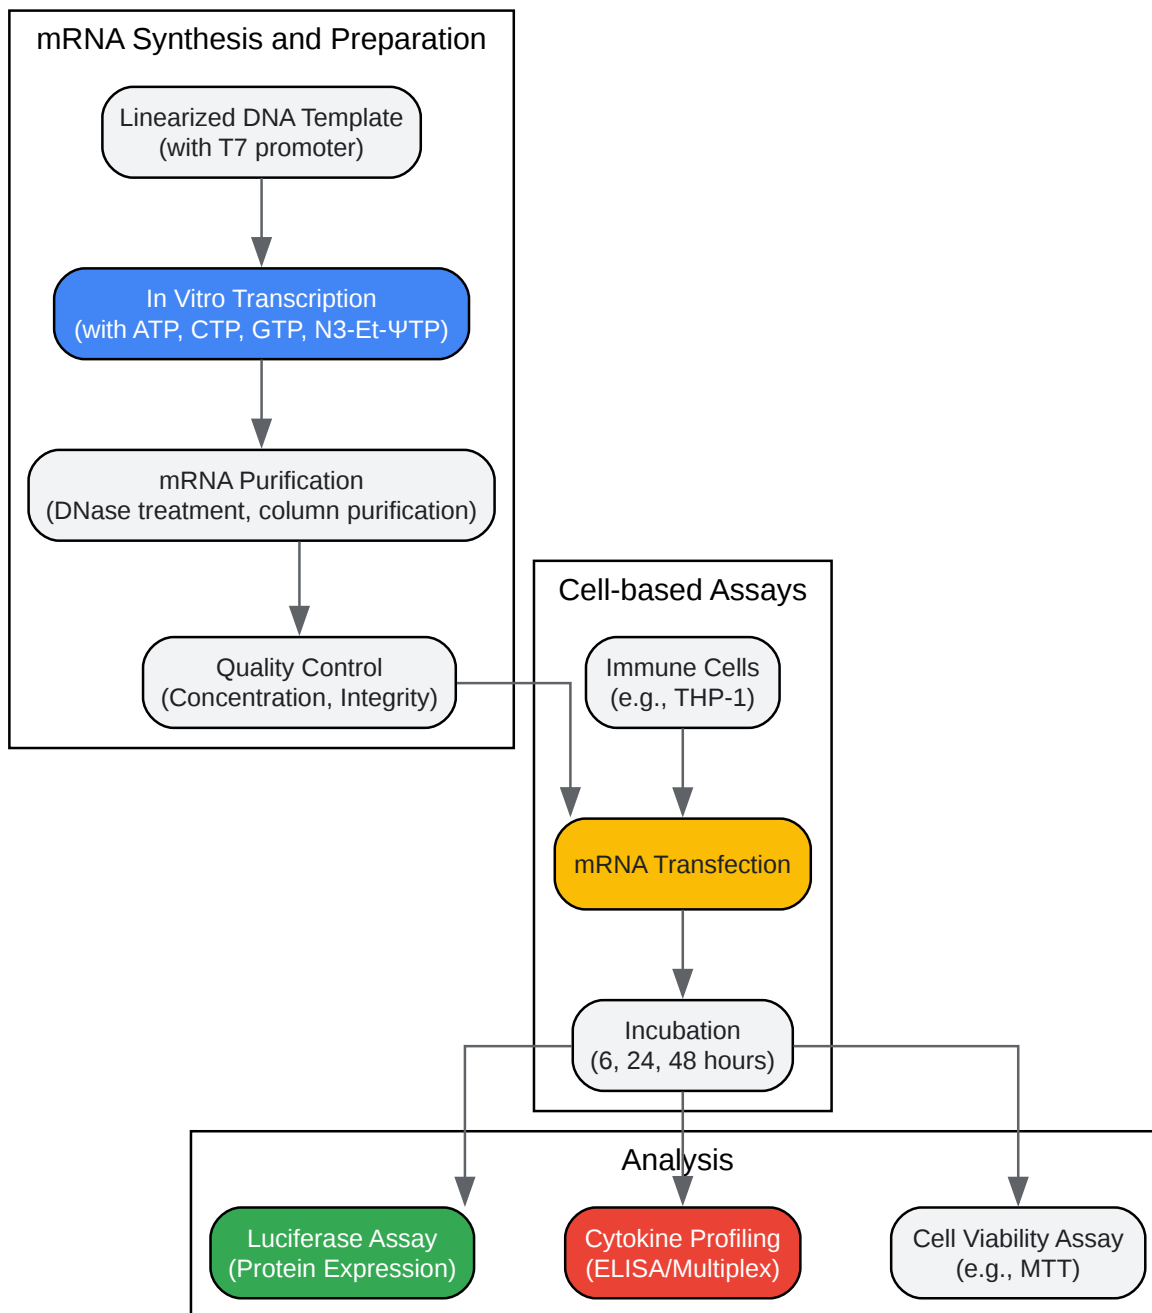 mRNA Synthesis and Preparation
Linearized DNA Template
(with T7 promoter)
In Vitro Transcription
(with ATP, CTP, GTP, N3-Et-ΨTP)
mRNA Purification
(DNase treatment, column purification)
Quality Control
(Concentration, Integrity)
Cell-based Assays
Immune Cells
(e.g., THP-1)
mRNA Transfection
Incubation
(6, 24, 48 hours)
Analysis
Luciferase Assay
(Protein Expression)
Cytokine Profiling
(ELISA/Multiplex)
Cell Viability Assay
(e.g., MTT)